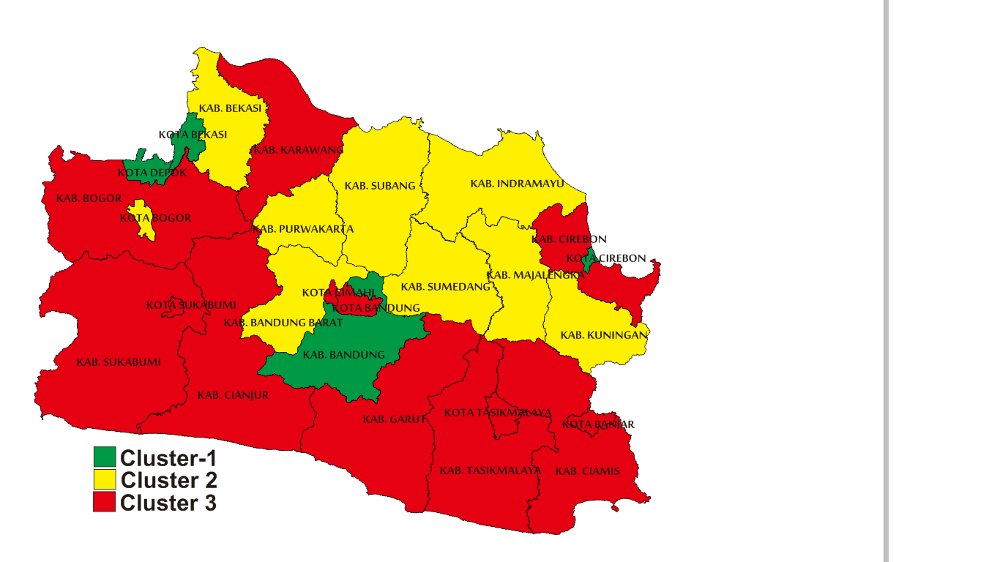 KAB. BEKASI
KOTA BEKASI
KAB. KARAWANG
KOTA DEPOK
KAB. SUBANG
KAB. INDRAMAYU
KAB. BOGOR
KOTA BOGOR
KAB. PURWAKARTA
KAB. CIREBON
KOTA CIREBON
KAB. MAJALENGKA
KAB. SUMEDANG
KOTA CIMAHI
KOTA SUKABUMI
KOTA BANDUNG
KAB. BANDUNG BARAT
KAB. KUNINGAN
KAB. BANDUNG
KAB. SUKABUMI
KAB. CIANJUR
KOTA TASIKMALAYA
KAB. GARUT
KOTA BANJAR
KAB. TASIKMALAYA
KAB. CIAMIS
Cluster-1
Cluster 2
Cluster 3